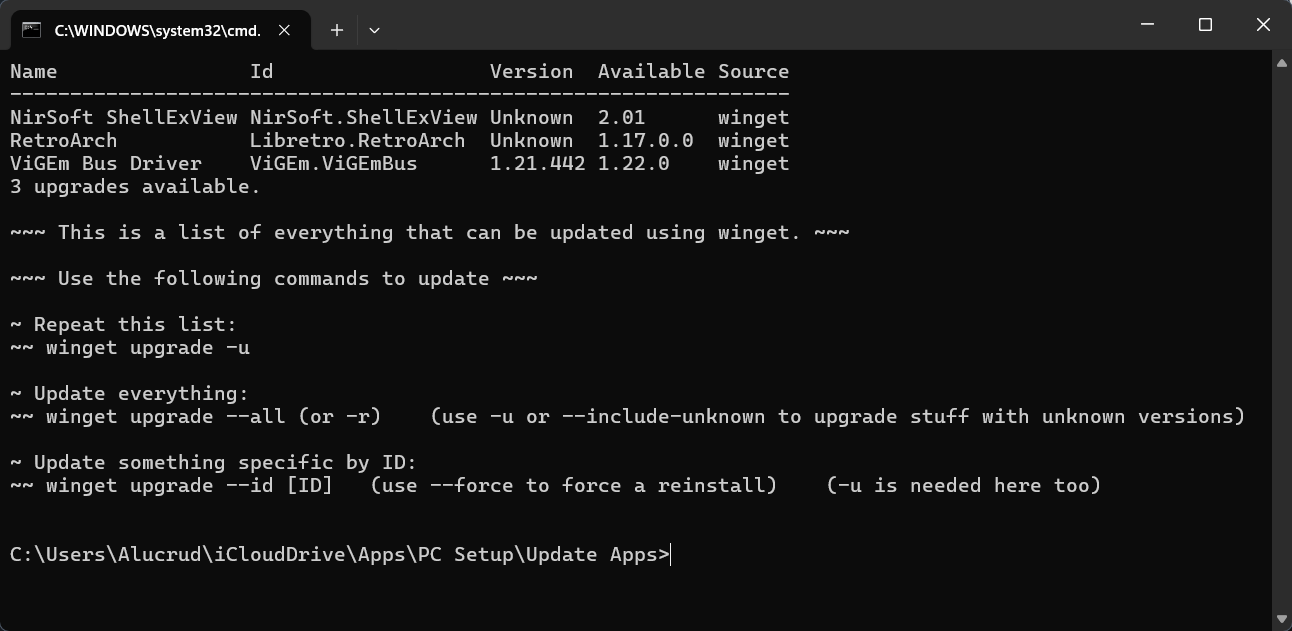 C:\WINDOWS\system32\cmd.
Name                Id                  Version  Available Source
-----------------------------------------------------------------
NirSoft ShellExView NirSoft.ShellExView Unknown  2.01      winget
RetroArch           Libretro.RetroArch  Unknown  1.17.0.0  winget
ViGEm Bus Driver    ViGEm.ViGEmBus      1.21.442 1.22.0    winget
3 upgrades available.

~~~ This is a list of everything that can be updated using winget. ~~~

~~~ Use the following commands to update ~~~

~ Repeat this list:
~~ winget upgrade -u

~ Update everything:
~~ winget upgrade --all (or -r)    (use -u or --include-unknown to upgrade stuff with unknown versions)

~ Update something specific by ID:
~~ winget upgrade --id [ID]   (use --force to force a reinstall)    (-u is needed here too)

C:\Users\Alucrud\iCloudDrive\Apps\PC Setup\Update Apps>